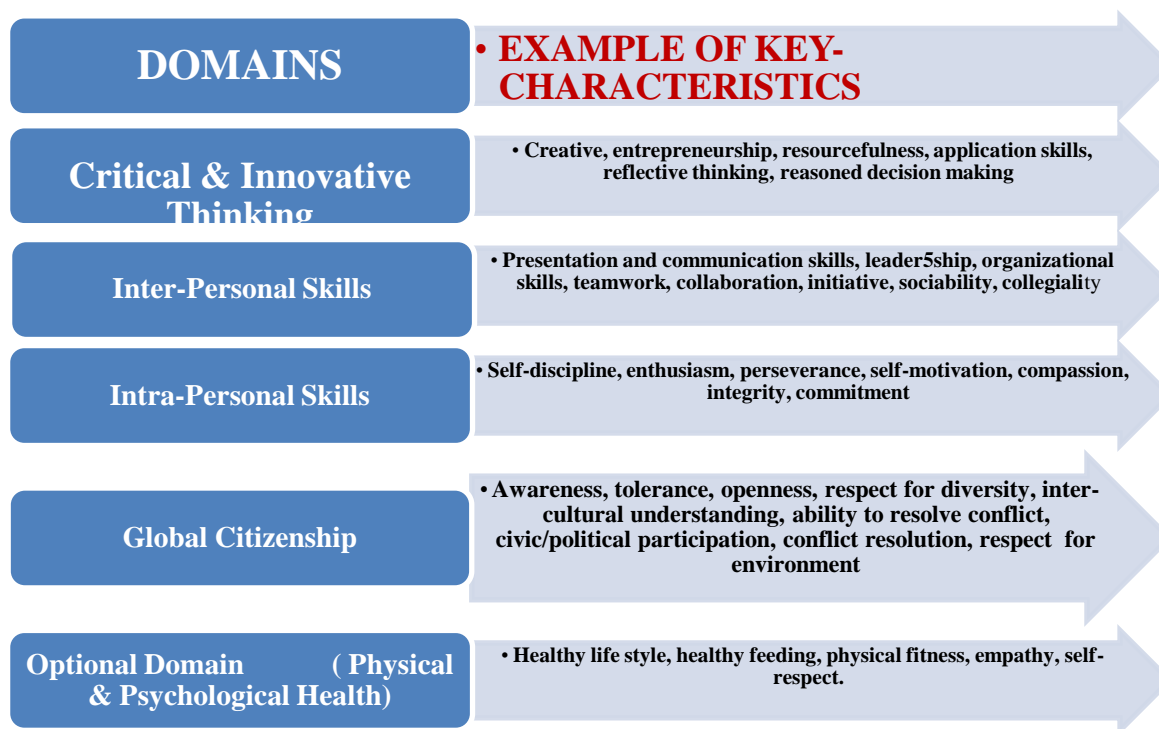 DOMAINS
• EXAMPLE OF KEY-
CHARACTERISTICS
Critical & Innovative
Thinking
• Creative, entrepreneurship, resourcefulness, application skills,
reflective thinking, reasoned decision making
Inter-Personal Skills
• Presentation and communication skills, leader5ship, organizational
skills, teamwork, collaboration, initiative, sociability, collegiality
Intra-Personal Skills
• Self-discipline, enthusiasm, perseverance, self-motivation, compassion,
integrity, commitment
Global Citizenship
• Awareness, tolerance, openness, respect for diversity, inter-
cultural understanding, ability to resolve conflict,
civic/political participation, conflict resolution, respect for
environment
Optional Domain ( Physical
& Psychological Health)
• Healthy life style, healthy feeding, physical fitness, empathy, self-
respect.